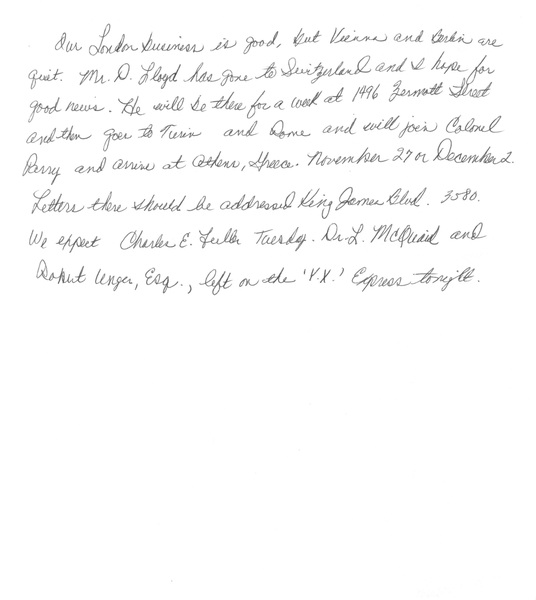 Our London business is good, but Vienna and Berlin are
quiet. Mr. D. Lloyd has gone to Switzerland and I hope for
good news. He will be there for a week at 1496 Zermott Street
and then goes to Turin and Rome and will join Colonel
Parry and arrive at Athens, Greece. November 27 or December 2.
Letters there should be addressed King James Blvd. 3580.
We expect Charles E. Fuller Tuesday. Dr. L. McQuaid and
Robert Unger, Esq., left on the 'Y.X.' Express tonight.